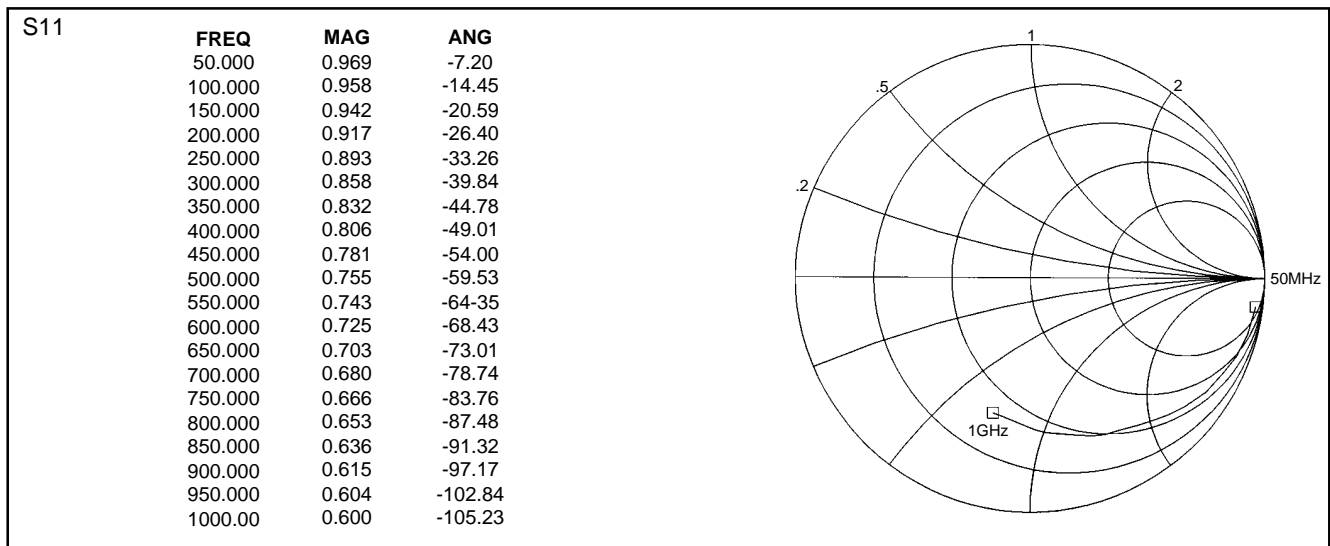 S11
FREQ MAG ANG
50.000 0.969 -7.20
100.000 0.958 -14.45
150.000 0.942 -20.59
200.000 0.917 -26.40
250.000 0.893 -33.26
300.000 0.858 -39.84
350.000 0.832 -44.78
400.000 0.806 -49.01
450.000 0.781 -54.00
500.000 0.755 -59.53
550.000 0.743 -64-35
600.000 0.725 -68.43
650.000 0.703 -73.01
700.000 0.680 -78.74
750.000 0.666 -83.76
800.000 0.653 -87.48
850.000 0.636 -91.32
900.000 0.615 -97.17
950.000 0.604 -102.84
1000.00 0.600 -105.23
1
.5
2
.2
50MHz
1GHz